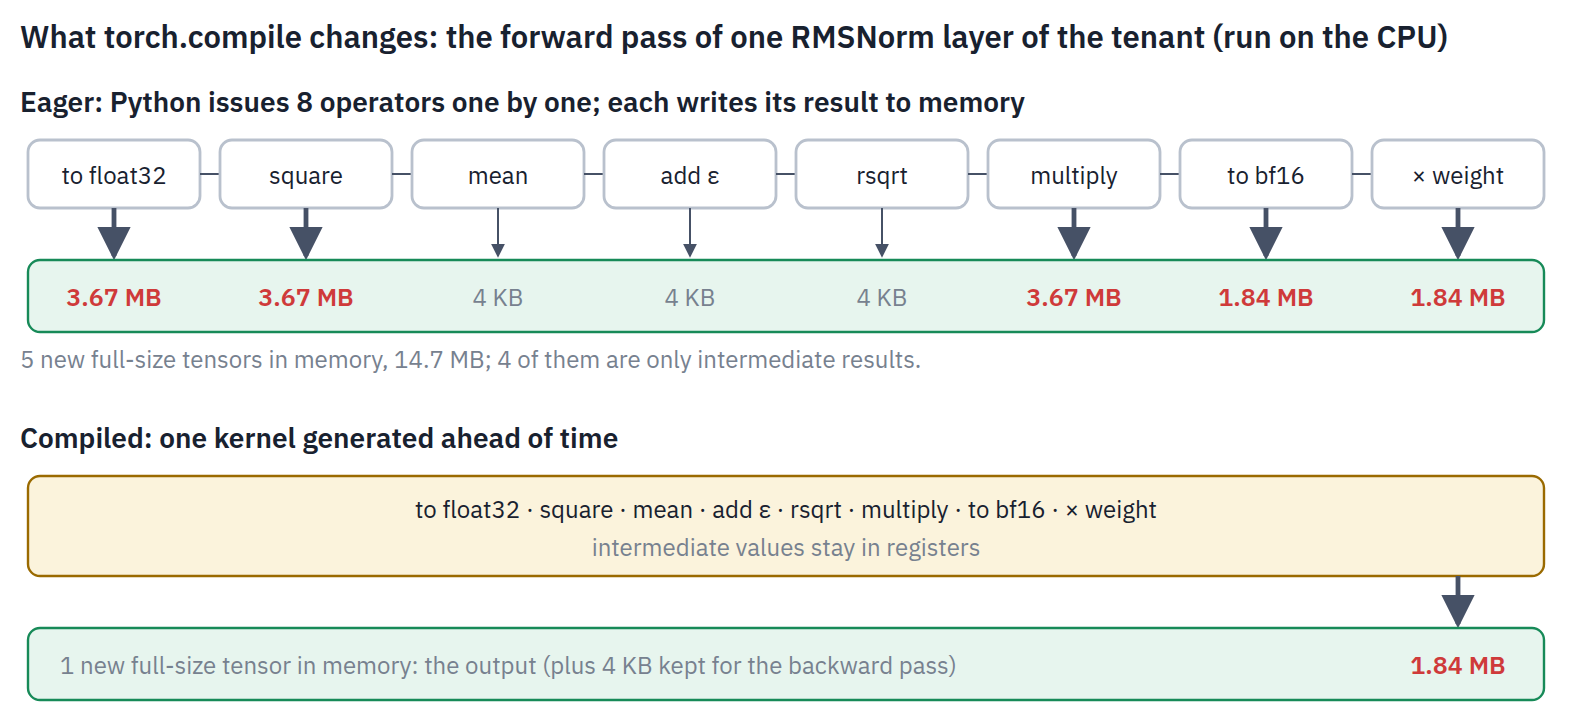 What torch.compile changes: the forward pass of one RMSNorm layer of the tenant (run on the CPU)
Eager: Python issues 8 operators one by one; each writes its result to memory
to float32
square
mean
add ε
rsqrt
multiply
to bf16
× weight
3.67 MB
3.67 MB
4 KB
4 KB
4 KB
3.67 MB
1.84 MB
1.84 MB
5 new full-size tensors in memory, 14.7 MB; 4 of them are only intermediate results.
Compiled: one kernel generated ahead of time
to float32 · square · mean · add ε · rsqrt · multiply · to bf16 · × weight
intermediate values stay in registers
1 new full-size tensor in memory: the output (plus 4 KB kept for the backward pass)
1.84 MB